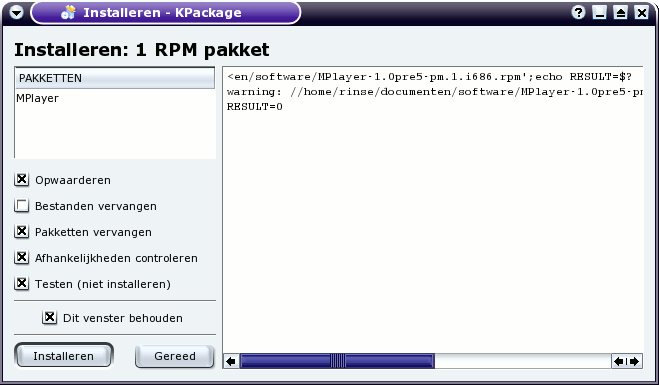 Installeren - KPackage
Installeren: 1 RPM pakket
PAKKETTEN
MPlayer
Opwaarderen
Bestanden vervangen
Pakketten vervangen
Afhankelijkheden controleren
Testen (niet installeren)
Dit venster behouden
Installeren
Gereed
<en/software/MPlayer-1.0pre5-pm.1.i686.rpm';echo RESULT=$?
warning: //home/rinse/documenten/software/MPlayer-1.0pre5-pm
RESULT=0